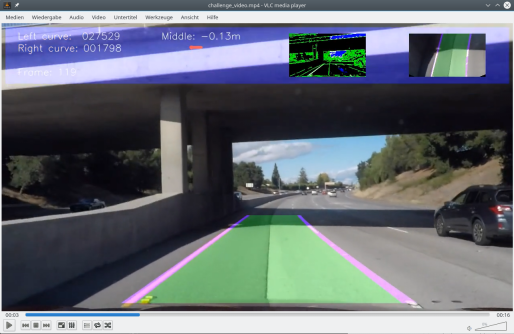 challenge_video.mp4 - VLC media player
Medien Wiedergabe Audio Video Untertitel Werkzeuge Ansicht Hilfe
Left curve: 027529 Middle: -0.13m
Right curve: 001798
Frame: 119
00:03 00:16